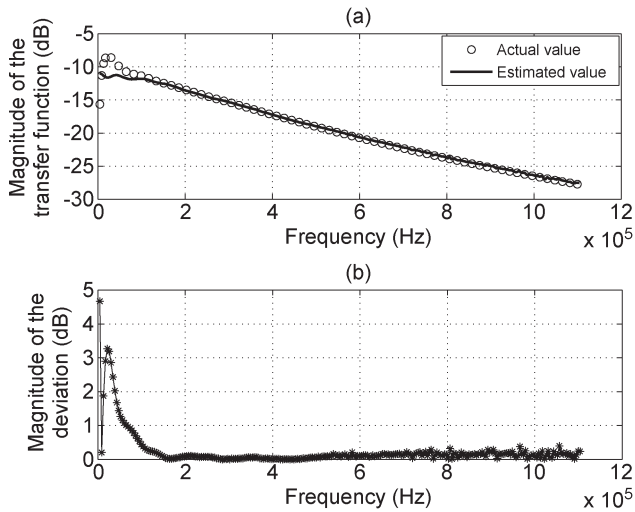 (a)
Magnitude of the
transfer function (dB)
-5
-10
-15
-20
-25
-30
Actual value
Estimated value
0 2 4 6 8 10 12
Frequency (Hz)
x 10^5
(b)
Magnitude of the
deviation (dB)
5
4
3
2
1
0
0 2 4 6 8 10 12
Frequency (Hz)
x 10^5